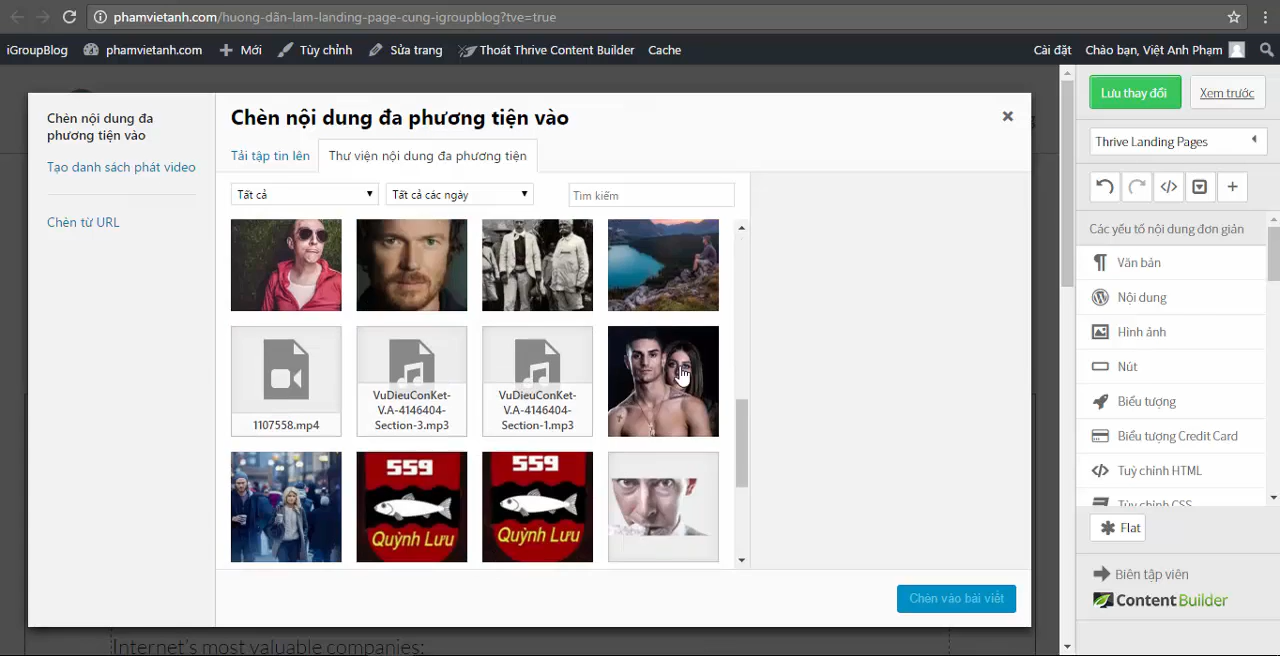 phamvietanh.com/huong-dẫn-lam-landing-page-cung-igroupblog?tve=true
iGroupBlog phamvietanh.com Mới Tùy chỉnh Sửa trang Thoát Thrive Content Builder Cache Cài đặt Chào bạn, Việt Anh Phạm
Chèn nội dung đa phương tiện vào
Tạo danh sách phát video
Chèn từ URL
Chèn nội dung đa phương tiện vào
Tải tập tin lên Thư viện nội dung đa phương tiện
Tất cả Tất cả các ngày Tìm kiếm
1107558.mp4
VuDieuConKet-V.A-4146404-Section-3.mp3
VuDieuConKet-V.A-4146404-Section-1.mp3
559
Quỳnh Lưu
559
Quỳnh Lưu
Chèn vào bài viết
Internet's most valuable companies:
Lưu thay đổi Xem trước
Thrive Landing Pages
Các yếu tố nội dung đơn giản
Văn bản
Nội dung
Hình ảnh
Nút
Biểu tượng
Biểu tượng Credit Card
Tuỳ chỉnh HTML
Tùy chỉnh CSS
Flat
Biên tập viên
Content Builder